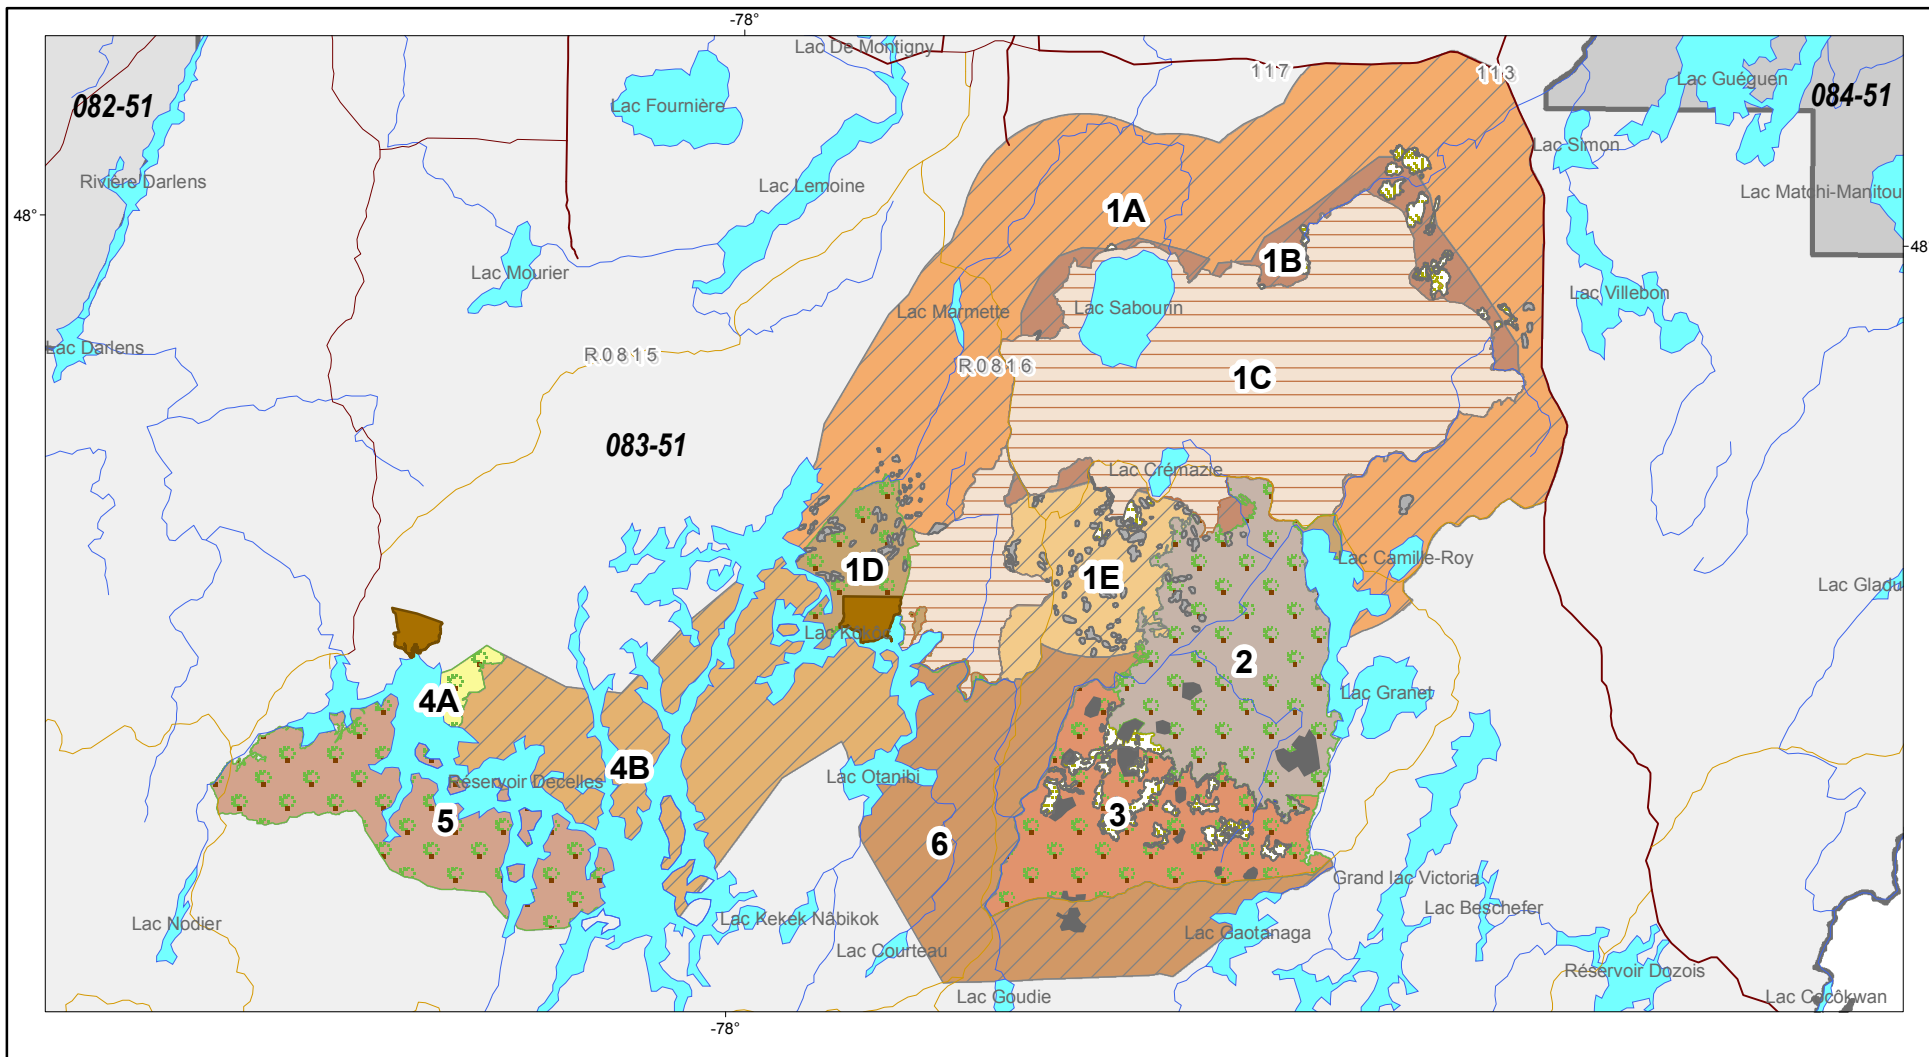 -78°
Lac De Montigny
117
113
Lac Guéguen
082-51
084-51
Lac Fournière
Lac Simon
Rivière Darlens
Lac Lemoine
Lac Matchi-Manitou
48°
1A
48°
Lac Mourier
1B
Lac Villebon
Lac Marmette
Lac Sabourin
Lac Darlens
R0815
R0816
1C
083-51
Lac Crémazie
Lac Camille-Roy
1D
1E
Lac Gladu
Lac Kokôc
2
Lac Granet
4A
4B
Lac Otanibi
Réservoir Decelles
5
3
6
Grand lac Victoria
Lac Beschefer
Lac Nodier
Lac Kekek Nâbikok
Lac Gaotanaga
Lac Courteau
Réservoir Dozois
Lac Goudie
Lac Cocôkwan
-78°